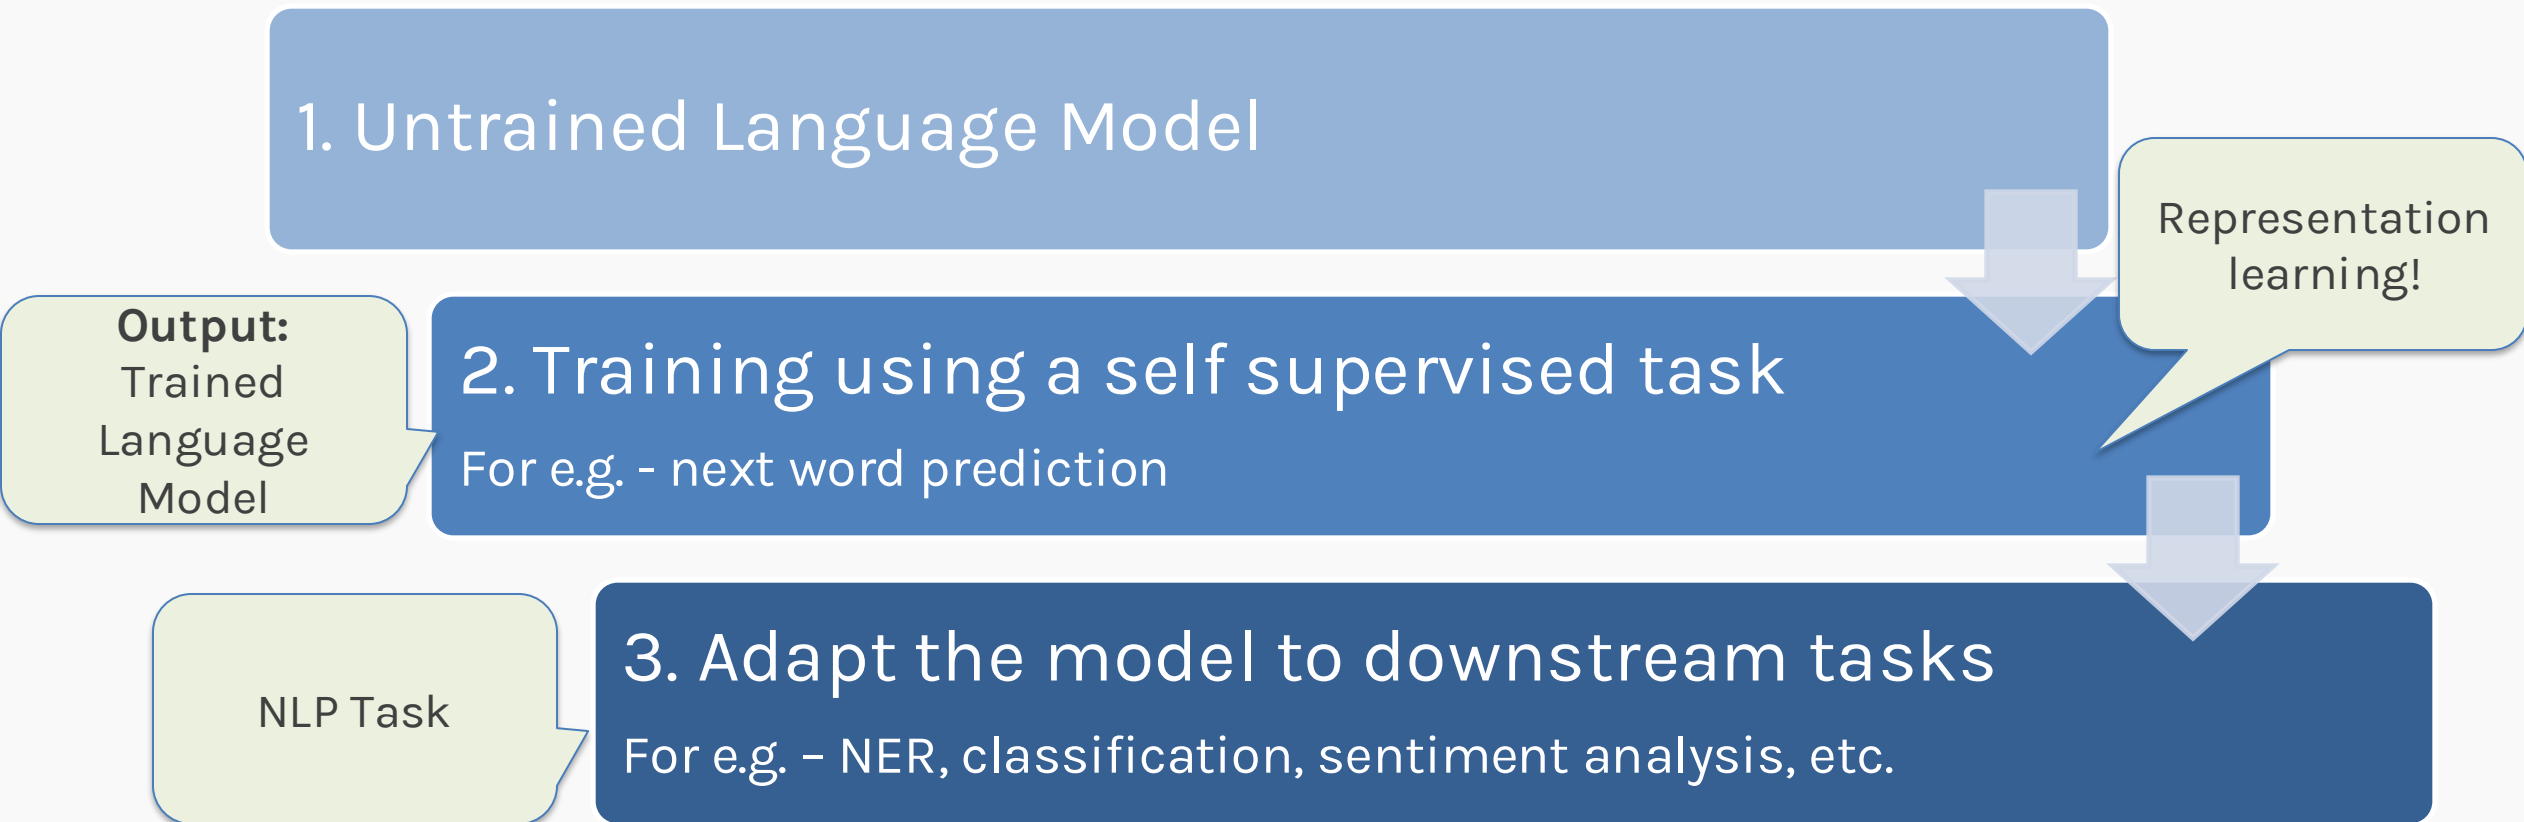 1. Untrained Language Model
Representation
learning!
Output:
Trained
Language
Model
2. Training using a self supervised task
For e.g. - next word prediction
NLP Task
3. Adapt the model to downstream tasks
For e.g. – NER, classification, sentiment analysis, etc.